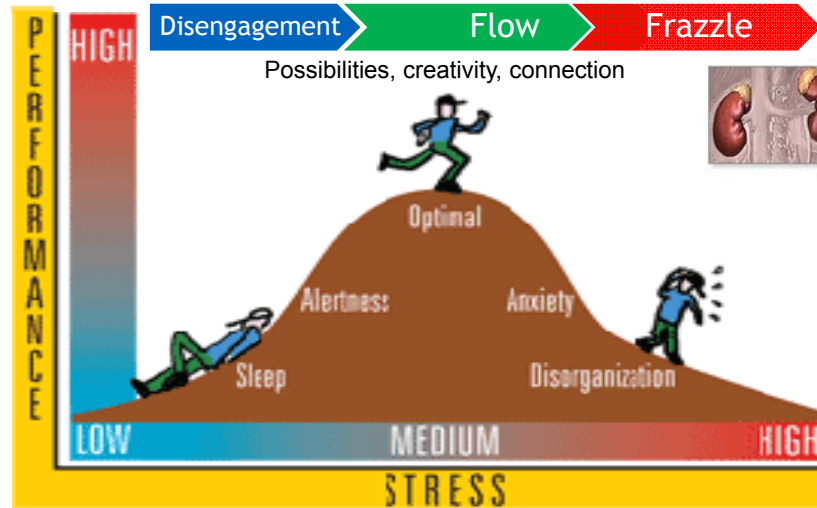 Disengagement Flow Frazzle
Possibilities, creativity, connection
PERFORMANCE
HIGH
Optimal
Alertness Anxiety
Sleep Disorganization
LOW MEDIUM HIGH
STRESS